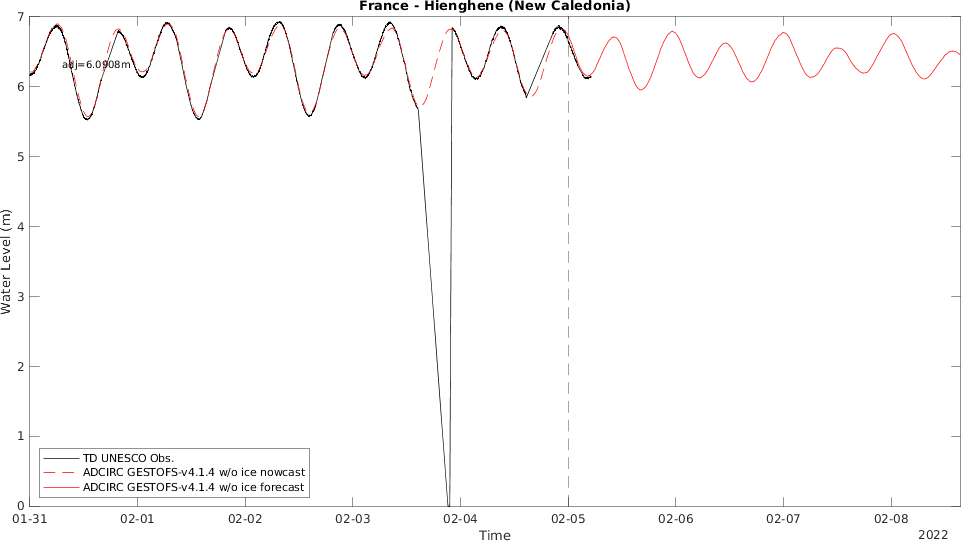 France - Hienghene (New Caledonia)
7
6
5
4
3
2
1
0
Water Level (m)
adj=6.0908m
TD UNESCO Obs.
ADCIRC GESTOFS-v4.1.4 w/o ice nowcast
ADCIRC GESTOFS-v4.1.4 w/o ice forecast
01-31 02-01 02-02 02-03 02-04 02-05 02-06 02-07 02-08
Time
2022